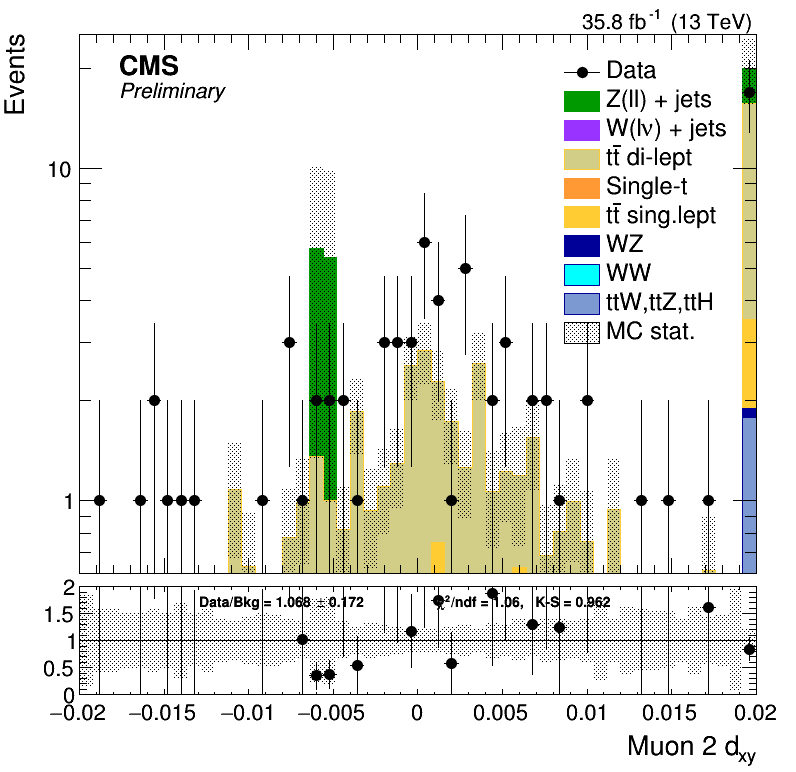 35.8 fb⁻¹ (13 TeV)
Events
CMS
Preliminary
Data
Z(ll) + jets
W(lν) + jets
tt̄ di-lept
Single-t
tt̄ sing.lept
WZ
WW
ttW,ttZ,ttH
MC stat.
10
1
2
1.5
1
0.5
0
Data/Bkg = 1.068 ± 0.172 χ²/ndf = 1.06, K-S = 0.962
−0.02 −0.015 −0.01 −0.005 0 0.005 0.01 0.015 0.02
Muon 2 d_xy